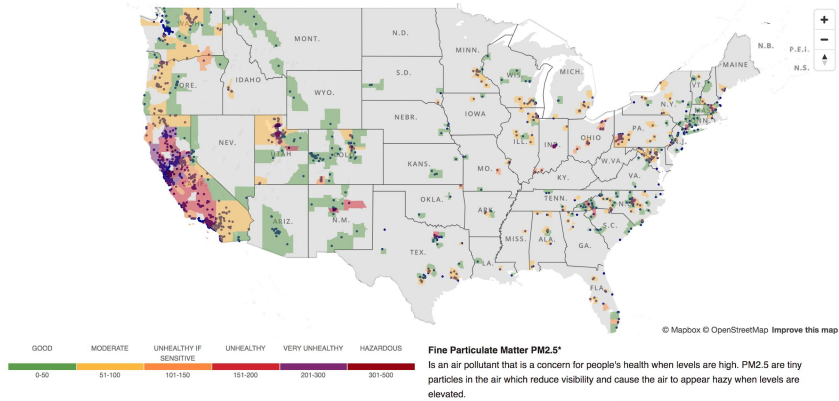 WASH.
MONT.
N.D.
MINN.
N.B.
P.E.I.
N.S.
MAINE
ORE.
IDAHO
S.D.
WIS.
MICH.
VT.
WYO.
N.Y.
NEBR.
IOWA
PA.
NEV.
UTAH
COLO.
ILL.
IND.
OHIO
N.J.
W.VA.
KANS.
MO.
KY.
VA.
ARIZ.
N.M.
OKLA.
ARK.
TENN.
N.C.
S.C.
TEX.
LA.
MISS.
ALA.
GA.
FLA.
© Mapbox © OpenStreetMap Improve this map
GOOD MODERATE UNHEALTHY IF SENSITIVE UNHEALTHY VERY UNHEALTHY HAZARDOUS
0-50 51-100 101-150 151-200 201-300 301-500
Fine Particulate Matter PM2.5*
Is an air pollutant that is a concern for people's health when levels are high. PM2.5 are tiny
particles in the air which reduce visibility and cause the air to appear hazy when levels are
elevated.